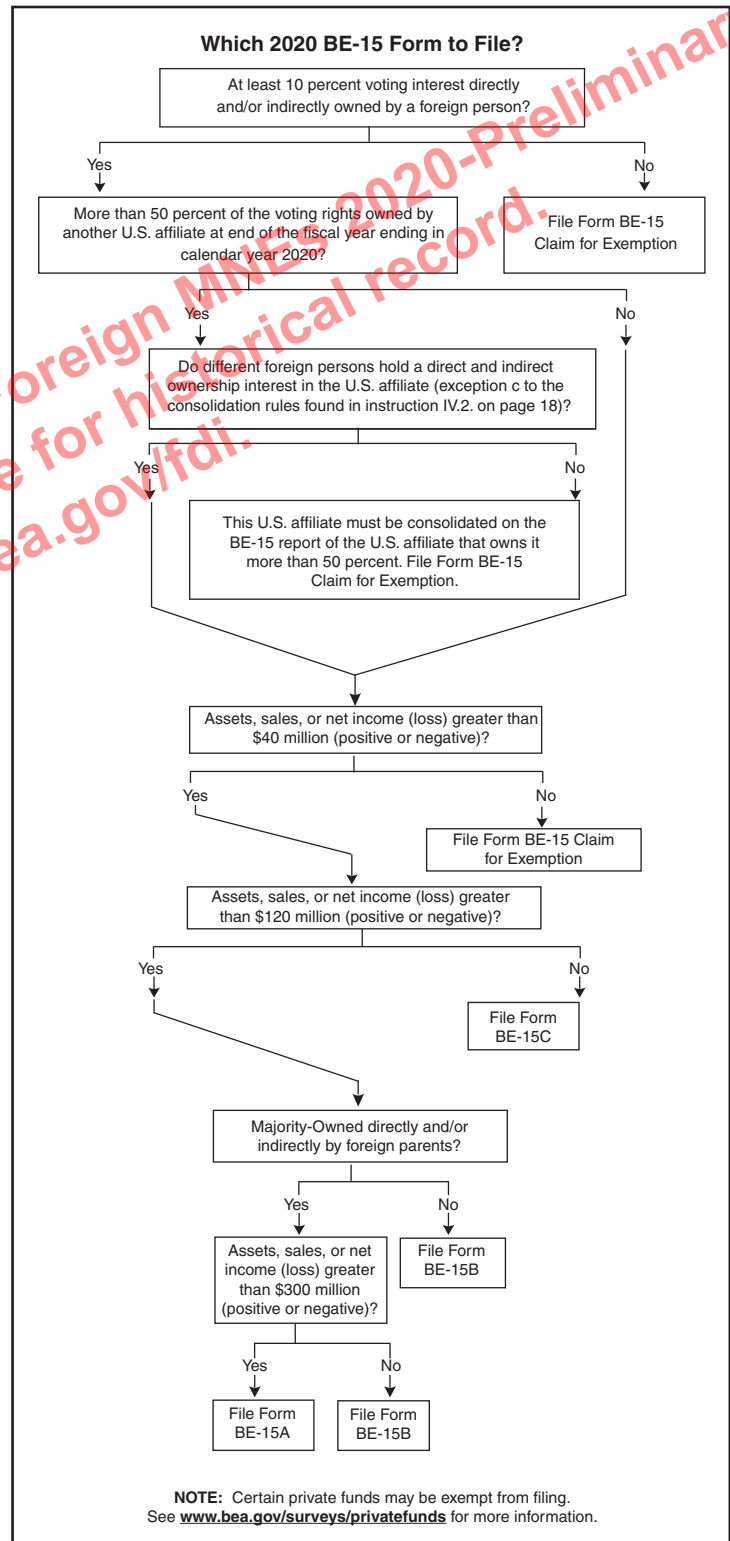 Which 2020 BE-15 Form to File?
At least 10 percent voting interest directly
and/or indirectly owned by a foreign person?
Yes
No
More than 50 percent of the voting rights owned by
another U.S. affiliate at end of the fiscal year ending in
calendar year 2020?
File Form BE-15
Claim for Exemption
Yes
No
Do different foreign persons hold a direct and indirect
ownership interest in the U.S. affiliate (exception c to the
consolidation rules found in instruction IV.2. on page 18)?
Yes
No
This U.S. affiliate must be consolidated on the
BE-15 report of the U.S. affiliate that owns it
more than 50 percent. File Form BE-15
Claim for Exemption.
Assets, sales, or net income (loss) greater than
$40 million (positive or negative)?
Yes
No
File Form BE-15 Claim
for Exemption
Assets, sales, or net income (loss) greater
than $120 million (positive or negative)?
Yes
No
File Form
BE-15C
Majority-Owned directly and/or
indirectly by foreign parents?
Yes
No
Assets, sales, or net
income (loss) greater
than $300 million
(positive or negative)?
File Form
BE-15B
Yes
No
File Form
BE-15A
File Form
BE-15B
NOTE: Certain private funds may be exempt from filing.
See www.bea.gov/surveys/privatefunds for more information.
oreign MNEs 2020-Preliminar
e for historical record.
ea.gov/fdi.